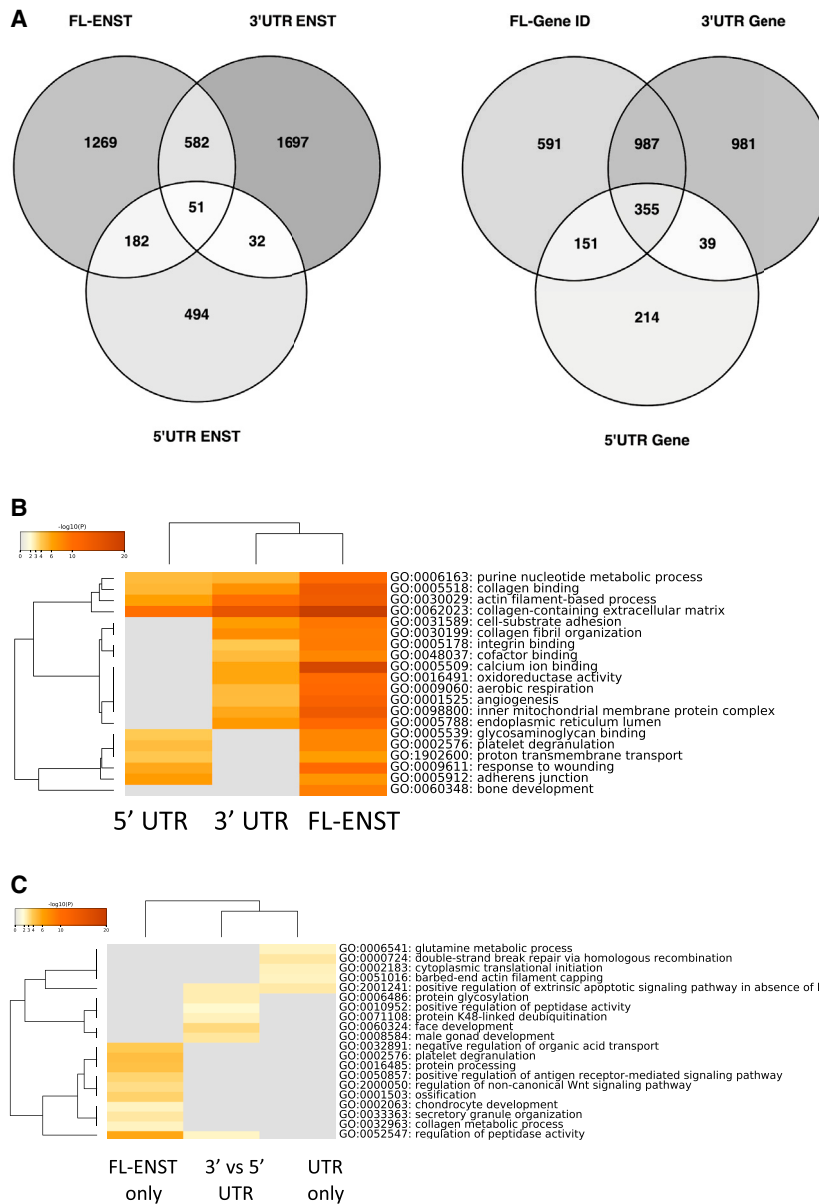 A
FL-ENST 3'UTR ENST
1269 582 1697
51
182 32
494
5'UTR ENST
FL-Gene ID 3'UTR Gene
591 987 981
355
151 39
214
5'UTR Gene
B
-log10(P)
0 2 3 4 6 10 20
GO:0006163: purine nucleotide metabolic process
GO:0005518: collagen binding
GO:0030029: actin filament-based process
GO:0062023: collagen-containing extracellular matrix
GO:0031589: cell-substrate adhesion
GO:0030199: collagen fibril organization
GO:0005178: integrin binding
GO:0048037: cofactor binding
GO:0005509: calcium ion binding
GO:0016491: oxidoreductase activity
GO:0009060: aerobic respiration
GO:0001525: angiogenesis
GO:0098800: inner mitochondrial membrane protein complex
GO:0005788: endoplasmic reticulum lumen
GO:0005539: glycosaminoglycan binding
GO:0002576: platelet degranulation
GO:1902600: proton transmembrane transport
GO:0009611: response to wounding
GO:0005912: adherens junction
GO:0060348: bone development
5’ UTR 3’ UTR FL-ENST
C
-log10(P)
0 2 3 4 6 10 20
GO:0006541: glutamine metabolic process
GO:0000724: double-strand break repair via homologous recombination
GO:0002183: cytoplasmic translational initiation
GO:0051016: barbed-end actin filament capping
GO:2001241: positive regulation of extrinsic apoptotic signaling pathway in absence of
GO:0006486: protein glycosylation
GO:0010952: positive regulation of peptidase activity
GO:0071108: protein K48-linked deubiquitination
GO:0060324: face development
GO:0008584: male gonad development
GO:0032891: negative regulation of organic acid transport
GO:0002576: platelet degranulation
GO:0016485: protein processing
GO:0050857: positive regulation of antigen receptor-mediated signaling pathway
GO:2000050: regulation of non-canonical Wnt signaling pathway
GO:0001503: ossification
GO:0002063: chondrocyte development
GO:0033363: secretory granule organization
GO:0032963: collagen metabolic process
GO:0052547: regulation of peptidase activity
FL-ENST 3’ vs 5’ UTR
only UTR only